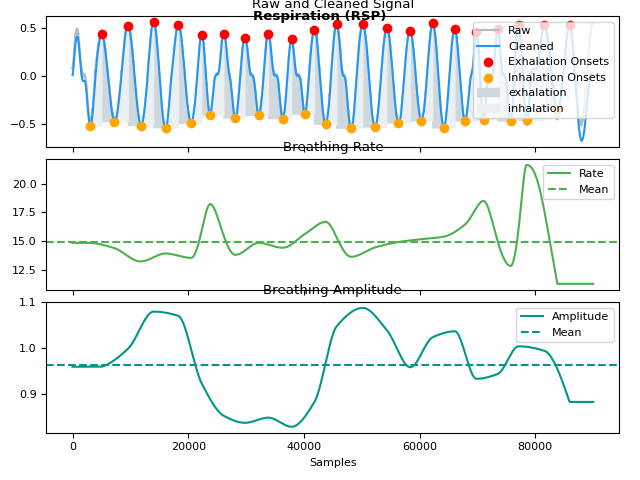 Raw and Cleaned Signal
Respiration (RSP)
0.5
0.0
−0.5
Raw
Cleaned
Exhalation Onsets
Inhalation Onsets
exhalation
inhalation
Breathing Rate
20.0
17.5
15.0
12.5
Rate
Mean
Breathing Amplitude
1.1
1.0
0.9
Amplitude
Mean
0
20000
40000
60000
80000
Samples